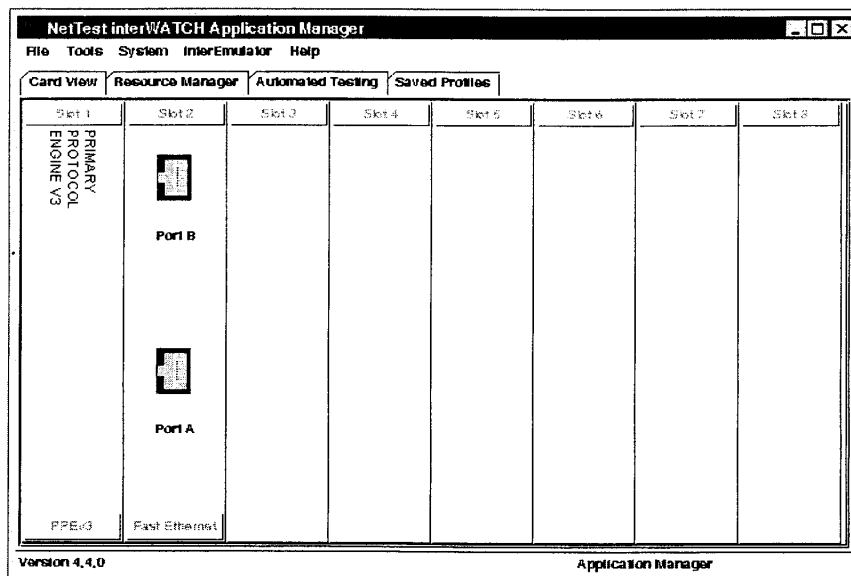 NetTest interWATCH Application Manager
File Tools System InterEmulator Help
Card View Resource Manager Automated Testing Saved Profiles
Slot 1 Slot 2 Slot 3 Slot 4 Slot 5 Slot 6 Slot 7 Slot 8
PRIMARY
PROTOCOL
ENGINE V3
Port B
Port A
PPEv3 Fast Ethernet
Version 4.4.0 Application Manager